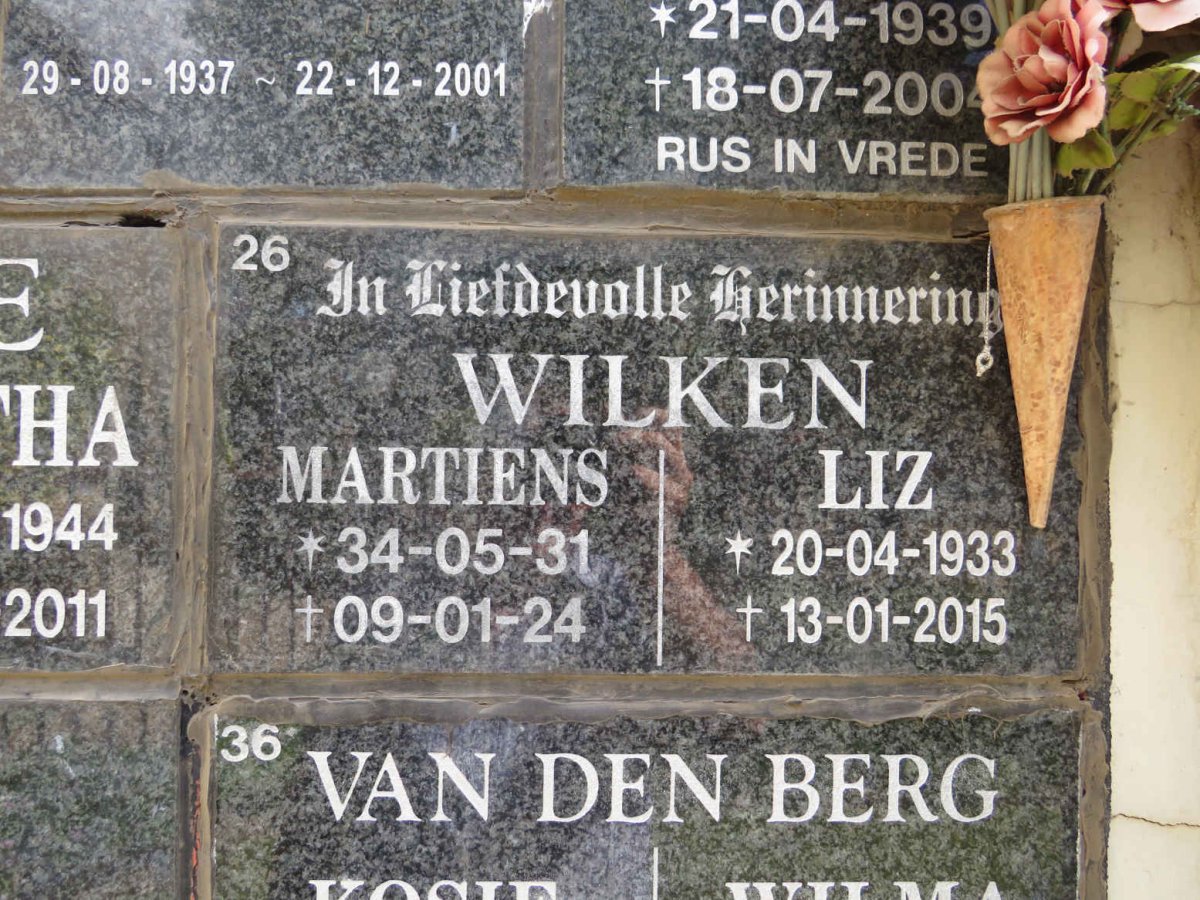 29-08-1937 ~ 22-12-2001
21-04-1939
18-07-2004
RUS IN VREDE
E
THA
1944
2011
26
In Liefdevolle Herinnering
WILKEN
MARTIENS
34-05-31
09-01-24
LIZ
20-04-1933
13-01-2015
36
VAN DEN BERG
KOSIE
WILMA